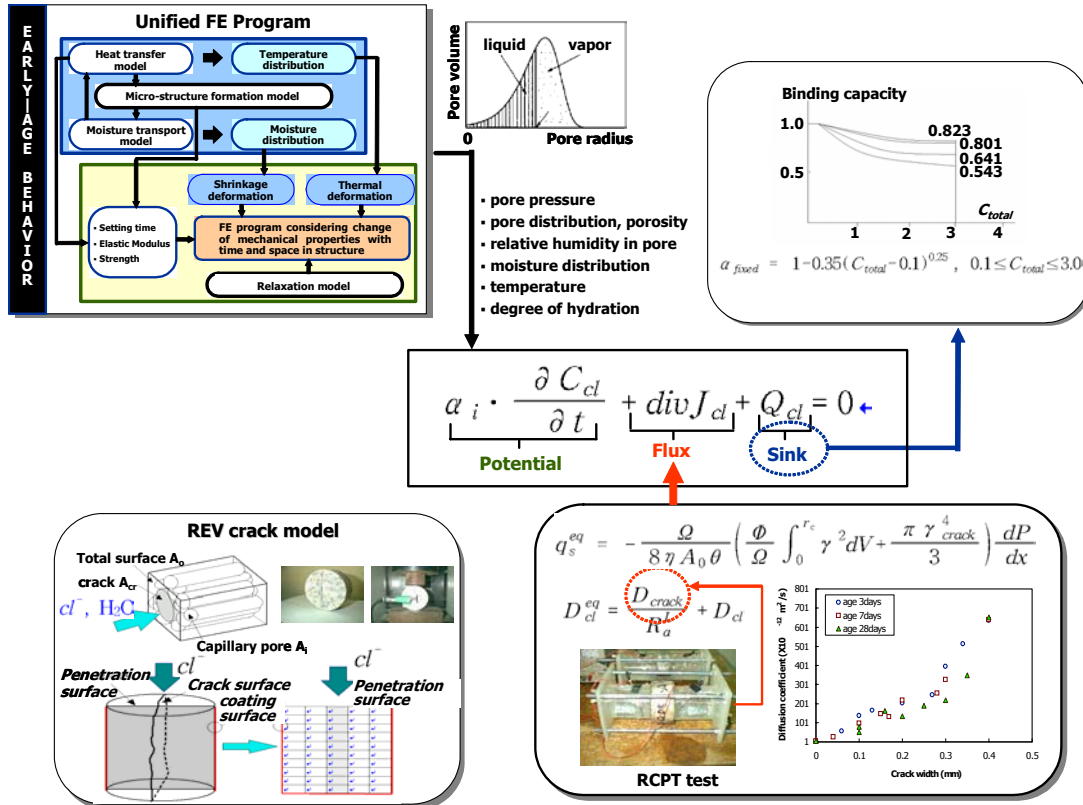 EARLY|AGE BEHAVIOR
Unified FE Program
Heat transfer
model
Temperature
distribution
Micro-structure formation model
Moisture transport
model
Moisture
distribution
Shrinkage
deformation
Thermal
deformation
▪ Setting time
▪ Elastic Modulus
▪ Strength
FE program considering change
of mechanical properties with
time and space in structure
Relaxation model
Pore volume
liquid
vapor
0
Pore radius
▪ pore pressure
▪ pore distribution, porosity
▪ relative humidity in pore
▪ moisture distribution
▪ temperature
▪ degree of hydration
Binding capacity
1.0
0.5
0.823
0.801
0.641
0.543
C_total
1 2 3 4
α_fixed = 1-0.35(C_total-0.1)^0.25 , 0.1≤C_total≤3.0
α_i · ∂C_cl/∂t + divJ_cl + Q_cl = 0
Potential
Flux
Sink
REV crack model
Total surface A_o
crack A_cr
cl⁻, H₂C
Capillary pore A_i
cl⁻
cl⁻
Penetration
surface
Crack surface
coating
surface
Penetration
surface
q_s^eq = - Ω/(8 η A_0 θ) ( Φ/Ω ∫_0^{r_c} γ² dV + π γ_crack^4 / 3 ) dP/dx
D_cl^eq = D_crack/R_a + D_cl
RCPT test
Diffusion coefficient (X10⁻¹² m²/s)
801
701
601
501
401
301
201
101
1
age 3days
age 7days
age 28days
0 0.1 0.2 0.3 0.4 0.5
Crack width (mm)